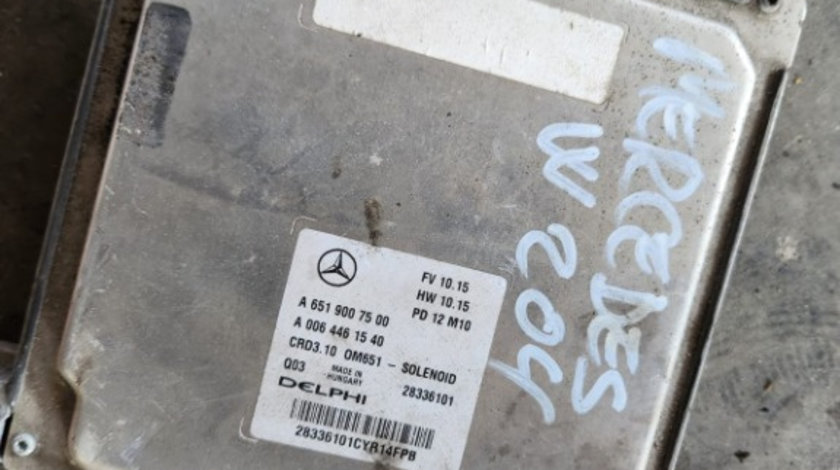 MERCEDES
W 204
FV 10.15
HW 10.15
PD 12 M10
A 651 900 75 00
A 006 446 15 40
CRD3.10 OM651 - SOLENOID
Q03 MADE IN HUNGARY 28336101
DELPHI
28336101CYR14FPB